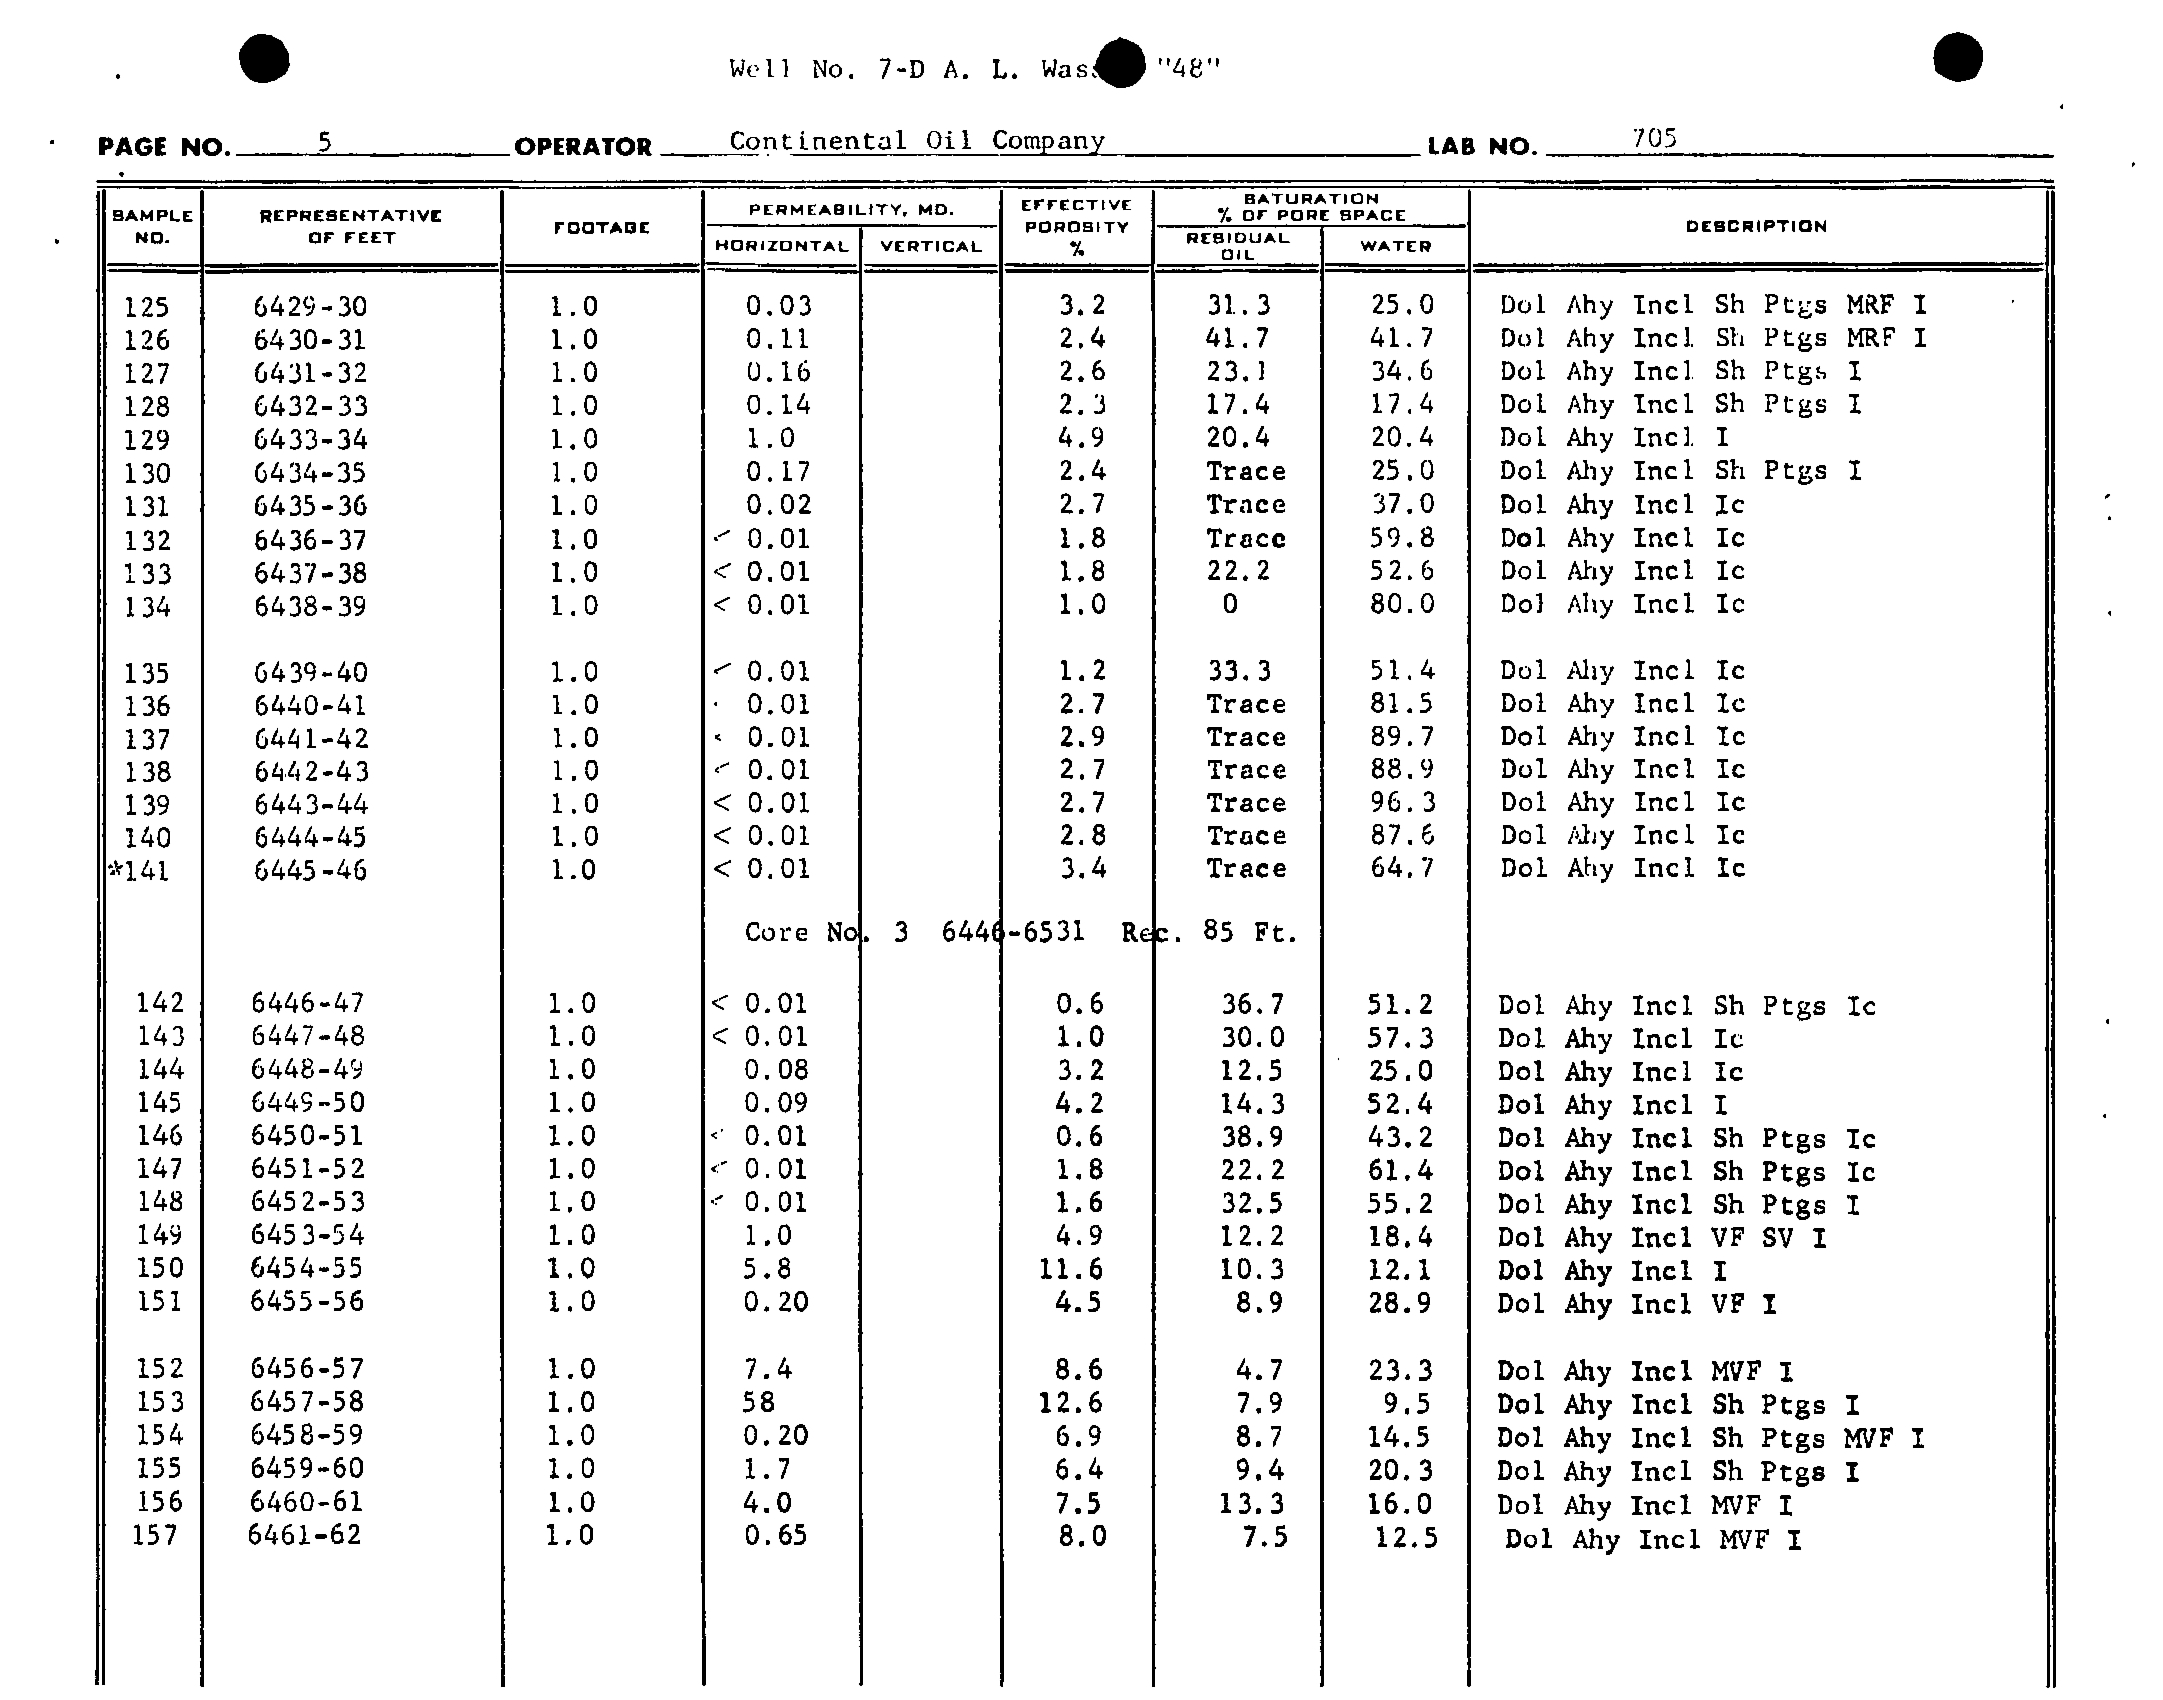 Well No. 7-D A. L. "48"
PAGE NO. 5 OPERATOR Continental Oil Company LAB NO. 705
SAMPLE NO. REPRESENTATIVE OF FEET FOOTAGE PERMEABILITY, MD. HORIZONTAL VERTICAL EFFECTIVE POROSITY % SATURATION % OF PORE SPACE RESIDUAL OIL WATER DESCRIPTION
125 6429-30 1.0 0.03 3.2 31.3 25.0 Dol Ahy Incl Sh Ptgs MRF I
126 6430-31 1.0 0.11 2.4 41.7 41.7 Dol Ahy Incl Sh Ptgs MRF I
127 6431-32 1.0 0.16 2.6 23.1 34.6 Dol Ahy Incl Sh Ptgs I
128 6432-33 1.0 0.14 2.3 17.4 17.4 Dol Ahy Incl Sh Ptgs I
129 6433-34 1.0 1.0 4.9 20.4 20.4 Dol Ahy Incl I
130 6434-35 1.0 0.17 2.4 Trace 25.0 Dol Ahy Incl Sh Ptgs I
131 6435-36 1.0 0.02 2.7 Trace 37.0 Dol Ahy Incl Ic
132 6436-37 1.0 < 0.01 1.8 Trace 59.8 Dol Ahy Incl Ic
133 6437-38 1.0 < 0.01 1.8 22.2 52.6 Dol Ahy Incl Ic
134 6438-39 1.0 < 0.01 1.0 0 80.0 Dol Ahy Incl Ic
135 6439-40 1.0 < 0.01 1.2 33.3 51.4 Dol Ahy Incl Ic
136 6440-41 1.0 0.01 2.7 Trace 81.5 Dol Ahy Incl Ic
137 6441-42 1.0 < 0.01 2.9 Trace 89.7 Dol Ahy Incl Ic
138 6442-43 1.0 < 0.01 2.7 Trace 88.9 Dol Ahy Incl Ic
139 6443-44 1.0 < 0.01 2.7 Trace 96.3 Dol Ahy Incl Ic
140 6444-45 1.0 < 0.01 2.8 Trace 87.6 Dol Ahy Incl Ic
*141 6445-46 1.0 < 0.01 3.4 Trace 64.7 Dol Ahy Incl Ic
Core No. 3 6446-6531 Rec. 85 Ft.
142 6446-47 1.0 < 0.01 0.6 36.7 51.2 Dol Ahy Incl Sh Ptgs Ic
143 6447-48 1.0 < 0.01 1.0 30.0 57.3 Dol Ahy Incl Ic
144 6448-49 1.0 0.08 3.2 12.5 25.0 Dol Ahy Incl Ic
145 6449-50 1.0 0.09 4.2 14.3 52.4 Dol Ahy Incl I
146 6450-51 1.0 < 0.01 0.6 38.9 43.2 Dol Ahy Incl Sh Ptgs Ic
147 6451-52 1.0 < 0.01 1.8 22.2 61.4 Dol Ahy Incl Sh Ptgs Ic
148 6452-53 1.0 < 0.01 1.6 32.5 55.2 Dol Ahy Incl Sh Ptgs I
149 6453-54 1.0 1.0 4.9 12.2 18.4 Dol Ahy Incl VF SV I
150 6454-55 1.0 5.8 11.6 10.3 12.1 Dol Ahy Incl I
151 6455-56 1.0 0.20 4.5 8.9 28.9 Dol Ahy Incl VF I
152 6456-57 1.0 7.4 8.6 4.7 23.3 Dol Ahy Incl MVF I
153 6457-58 1.0 58 12.6 7.9 9.5 Dol Ahy Incl Sh Ptgs I
154 6458-59 1.0 0.20 6.9 8.7 14.5 Dol Ahy Incl Sh Ptgs MVF I
155 6459-60 1.0 1.7 6.4 9.4 20.3 Dol Ahy Incl Sh Ptgs I
156 6460-61 1.0 4.0 7.5 13.3 16.0 Dol Ahy Incl MVF I
157 6461-62 1.0 0.65 8.0 7.5 12.5 Dol Ahy Incl MVF I